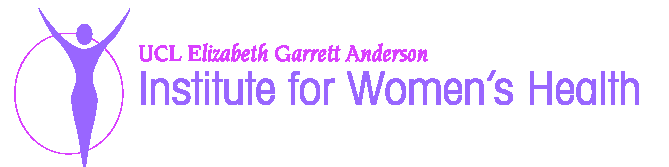 UCL Elizabeth Garrett Anderson
Institute for Women's Health